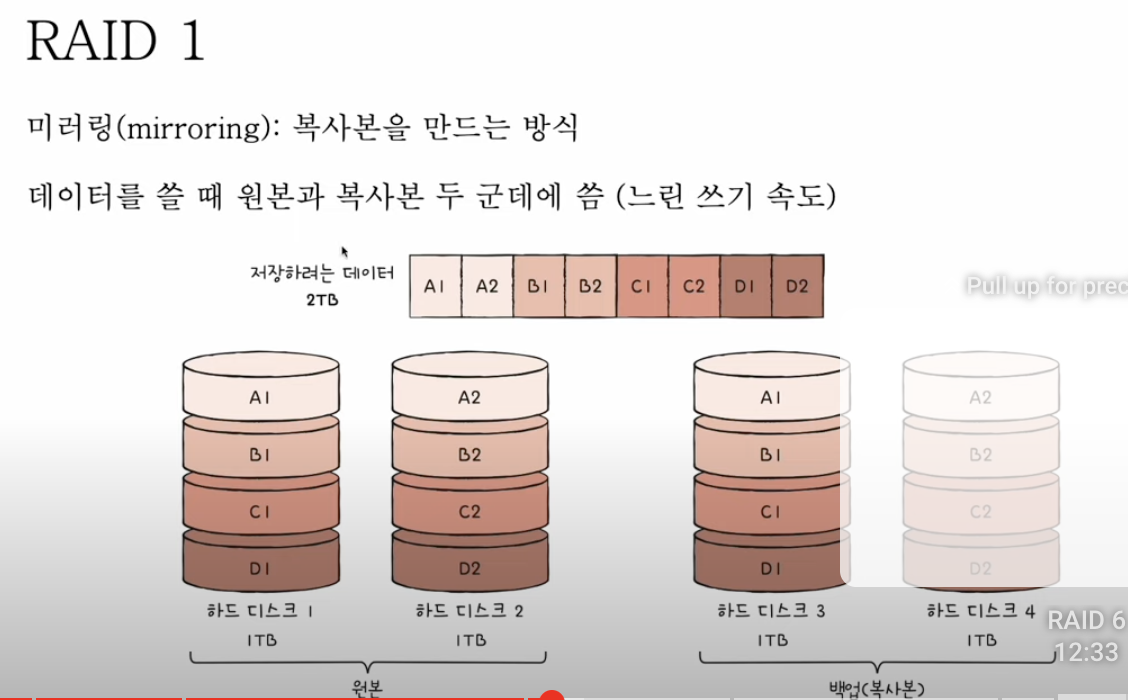 RAID 1
미러링(mirroring): 복사본을 만드는 방식
데이터를 쓸 때 원본과 복사본 두 군데에 씀 (느린 쓰기 속도)
저장하려는 데이터
2TB
A1 A2 B1 B2 C1 C2 D1 D2
Pull up for prec
A1 A2 A1 A2
B1 B2 B1 B2
C1 C2 C1 C2
D1 D2 D1 D2
하드 디스크 1 하드 디스크 2 하드 디스크 3 하드 디스크 4
1TB 1TB 1TB 1TB
RAID 6
12:33
원본 백업(복사본)